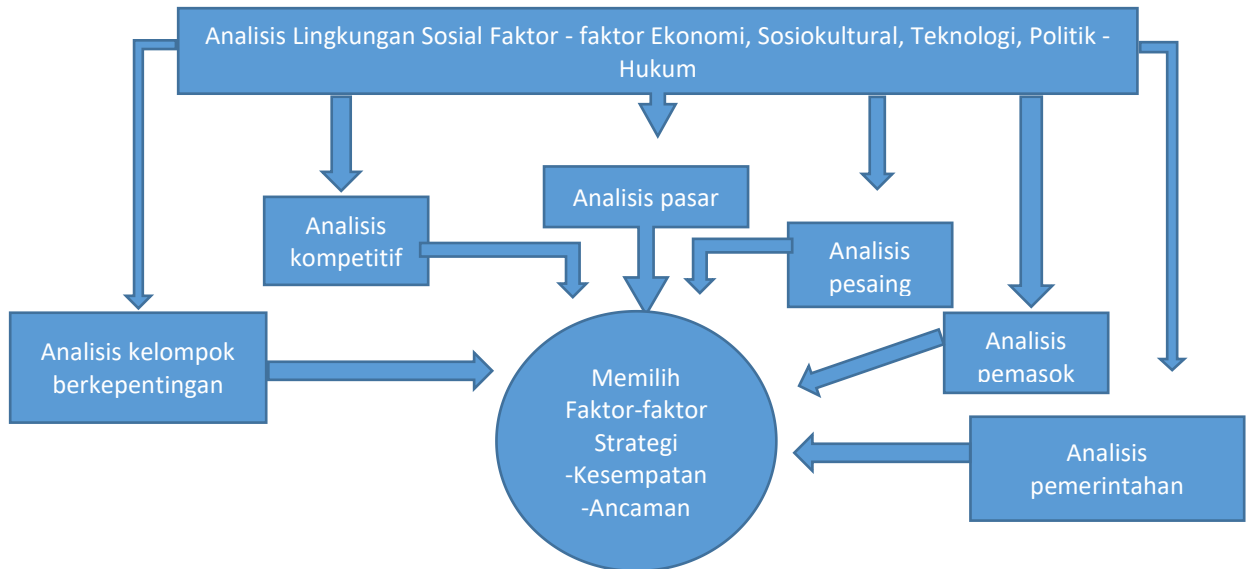 Analisis Lingkungan Sosial Faktor - faktor Ekonomi, Sosiokultural, Teknologi, Politik -
Hukum
Analisis pasar
Analisis
kompetitif
Analisis
pesaing
Analisis kelompok
berkepentingan
Analisis
pemasok
Memilih
Faktor-faktor
Strategi
-Kesempatan
-Ancaman
Analisis
pemerintahan